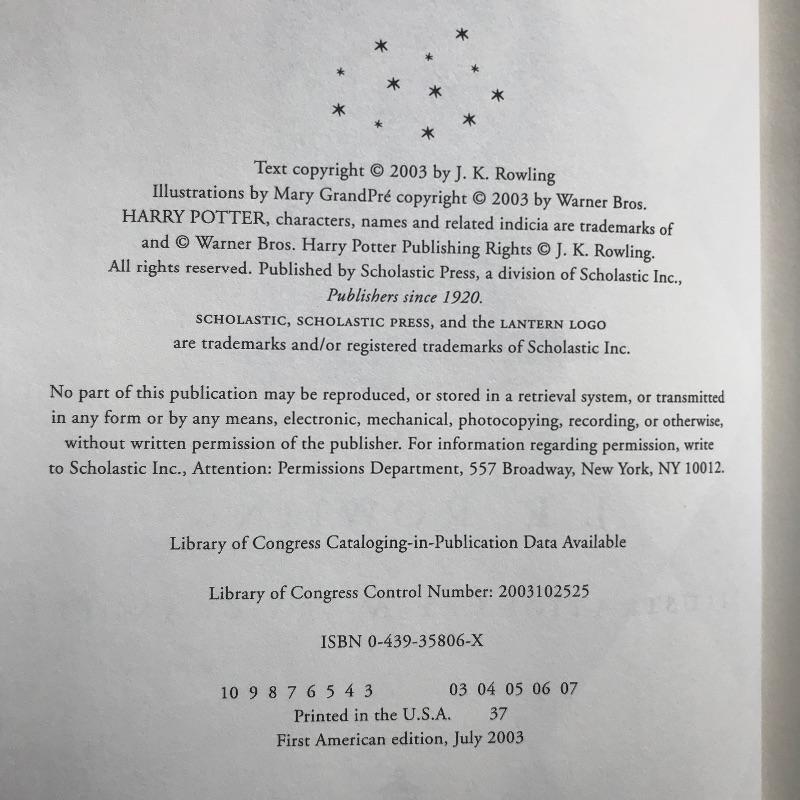 Text copyright © 2003 by J. K. Rowling
Illustrations by Mary GrandPré copyright © 2003 by Warner Bros.
HARRY POTTER, characters, names and related indicia are trademarks of
and © Warner Bros. Harry Potter Publishing Rights © J. K. Rowling.
All rights reserved. Published by Scholastic Press, a division of Scholastic Inc.,
Publishers since 1920.
SCHOLASTIC, SCHOLASTIC PRESS, and the LANTERN LOGO
are trademarks and/or registered trademarks of Scholastic Inc.
No part of this publication may be reproduced, or stored in a retrieval system, or transmitted
in any form or by any means, electronic, mechanical, photocopying, recording, or otherwise,
without written permission of the publisher. For information regarding permission, write
to Scholastic Inc., Attention: Permissions Department, 557 Broadway, New York, NY 10012.
Library of Congress Cataloging-in-Publication Data Available
Library of Congress Control Number: 2003102525
ISBN 0-439-35806-X
10 9 8 7 6 5 4 3 03 04 05 06 07
Printed in the U.S.A. 37
First American edition, July 2003